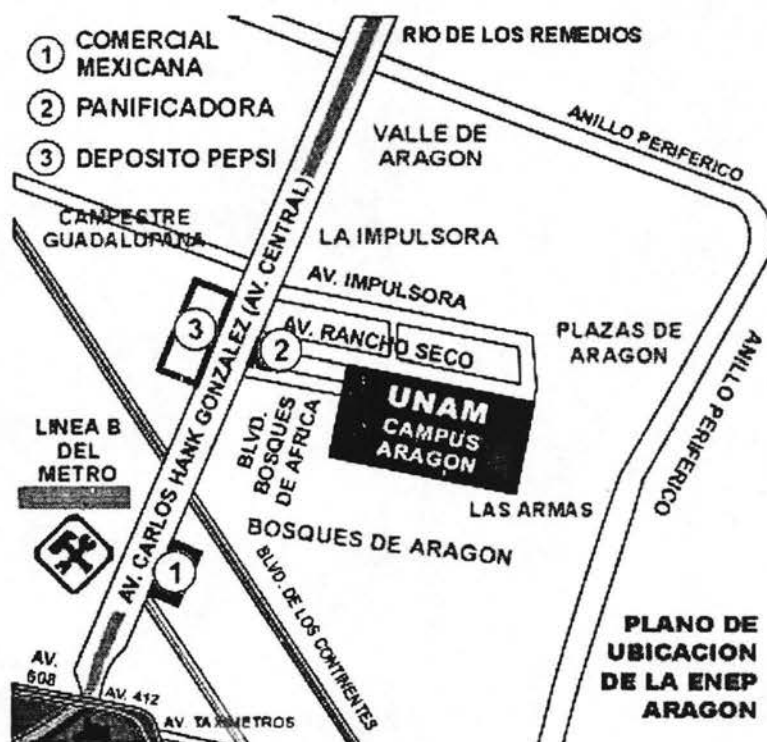 1 COMERCIAL
MEXICANA
2 PANIFICADORA
3 DEPOSITO PEPSI
RIO DE LOS REMEDIOS
ANILLO PERIFERICO
VALLE DE
ARAGON
CAMPESTRE
GUADALUPANA
LA IMPULSORA
AV. IMPULSORA
AV. CARLOS HANK GONZALEZ (AV. CENTRAL)
3
2
AV. RANCHO SECO
PLAZAS DE
ARAGON
ANILLO PERIFERICO
UNAM
CAMPUS
ARAGON
BLVD.
BOSQUES
DE AFRICA
LINEA B
DEL
METRO
LAS ARMAS
BOSQUES DE ARAGON
1
BLVD. DE LOS CONTINENTES
AV.
608
AV. 412
AV. TAXIMETROS
PLANO DE
UBICACION
DE LA ENEP
ARAGON